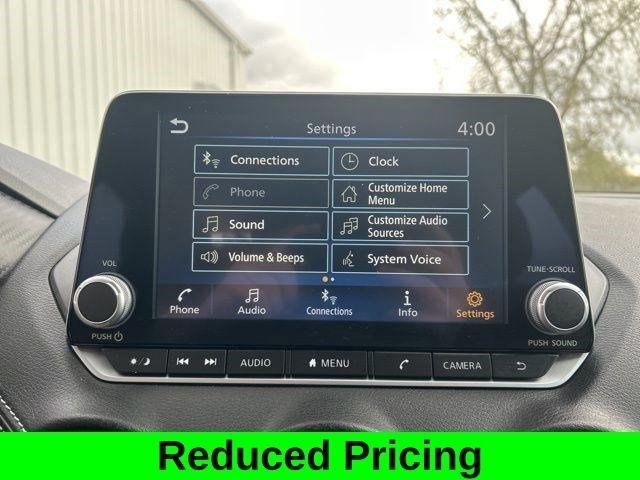 Settings
4:00
Connections
Clock
Phone
Customize Home
Menu
Sound
Customize Audio
Sources
Volume & Beeps
System Voice
VOL
TUNE·SCROLL
Phone
Audio
Connections
Info
Settings
PUSH
PUSH SOUND
AUDIO
MENU
CAMERA
Reduced Pricing